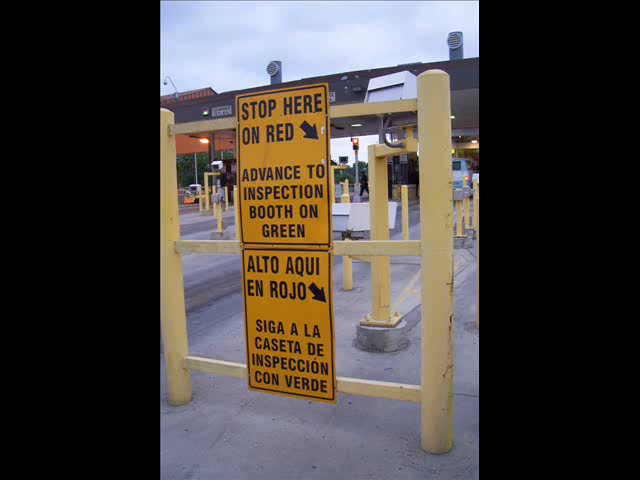 STOP HERE
ON RED
ADVANCE TO
INSPECTION
BOOTH ON
GREEN
ALTO AQUI
EN ROJO
SIGA A LA
CASETA DE
INSPECCIÓN
CON VERDE